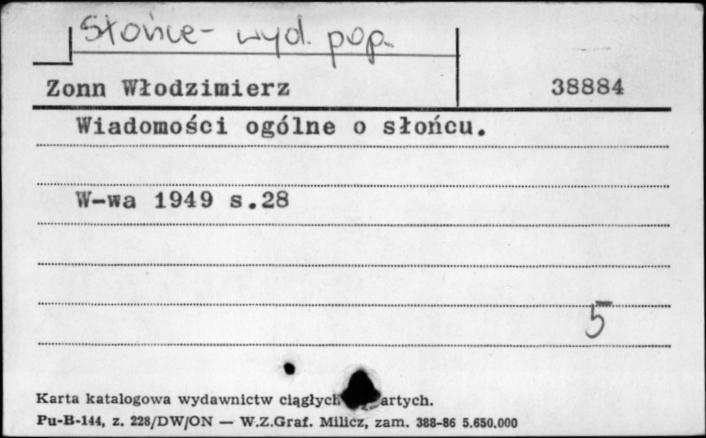 Słońce - wyd. pop.
Zonn Włodzimierz 38884
Wiadomości ogólne o słońcu.
W-wa 1949 s.28
5
Karta katalogowa wydawnictw ciągłych artych.
Pu-B-144, z. 228/DW/ON — W.Z.Graf. Milicz, zam. 388-86 5.650.000